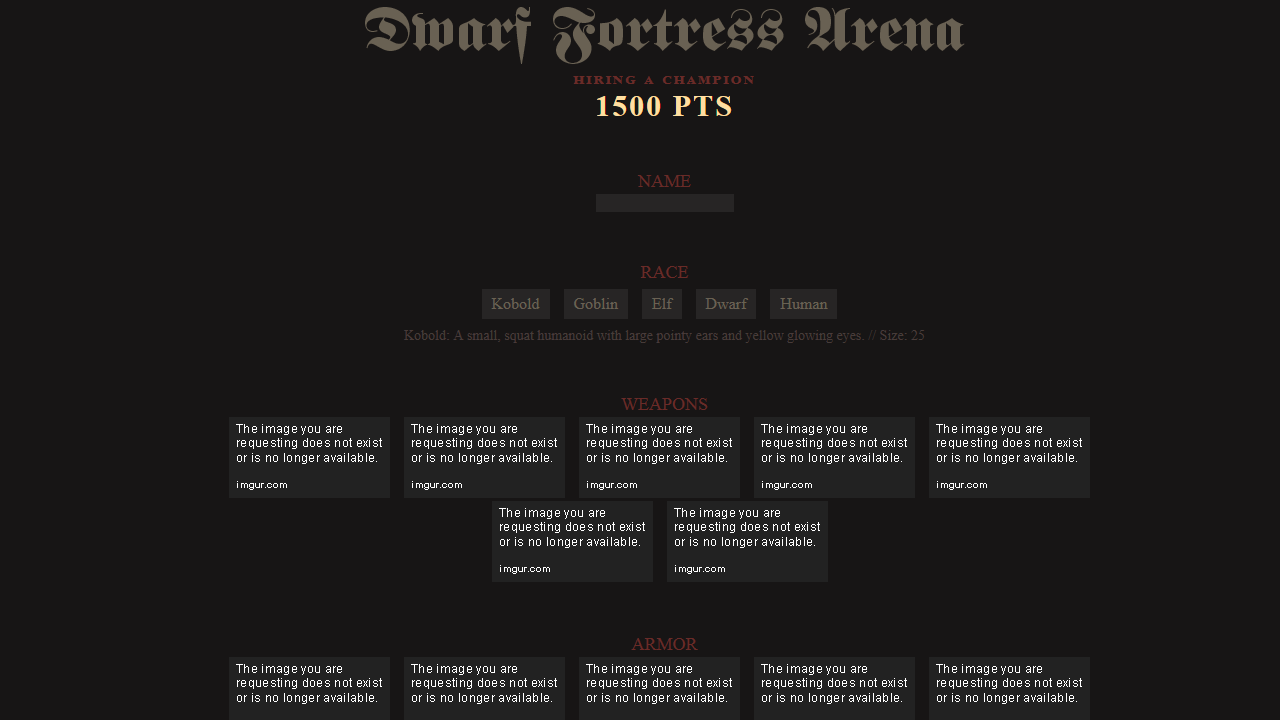 Dwarf Fortress Arena
HIRING A CHAMPION
1500 PTS
NAME
RACE
Kobold Goblin Elf Dwarf Human
Kobold: A small, squat humanoid with large pointy ears and yellow glowing eyes. // Size: 25
WEAPONS
The image you are requesting does not exist or is no longer available.
imgur.com
The image you are requesting does not exist or is no longer available.
imgur.com
The image you are requesting does not exist or is no longer available.
imgur.com
The image you are requesting does not exist or is no longer available.
imgur.com
The image you are requesting does not exist or is no longer available.
imgur.com
The image you are requesting does not exist or is no longer available.
imgur.com
The image you are requesting does not exist or is no longer available.
imgur.com
ARMOR
The image you are requesting does not exist or is no longer available.
The image you are requesting does not exist or is no longer available.
The image you are requesting does not exist or is no longer available.
The image you are requesting does not exist or is no longer available.
The image you are requesting does not exist or is no longer available.